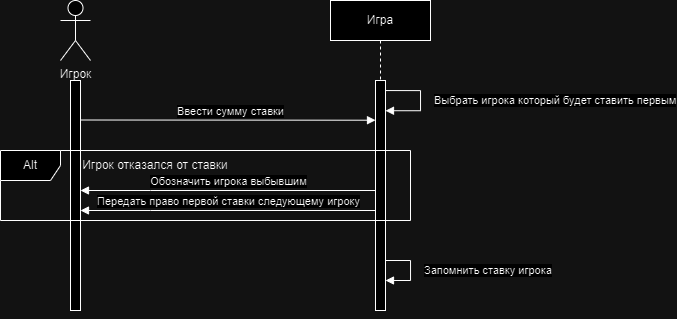 Игра
Игрок
Выбрать игрока который будет ставить первым
Ввести сумму ставки
Alt
Игрок отказался от ставки
Обозначить игрока выбывшим
Передать право первой ставки следующему игроку
Запомнить ставку игрока